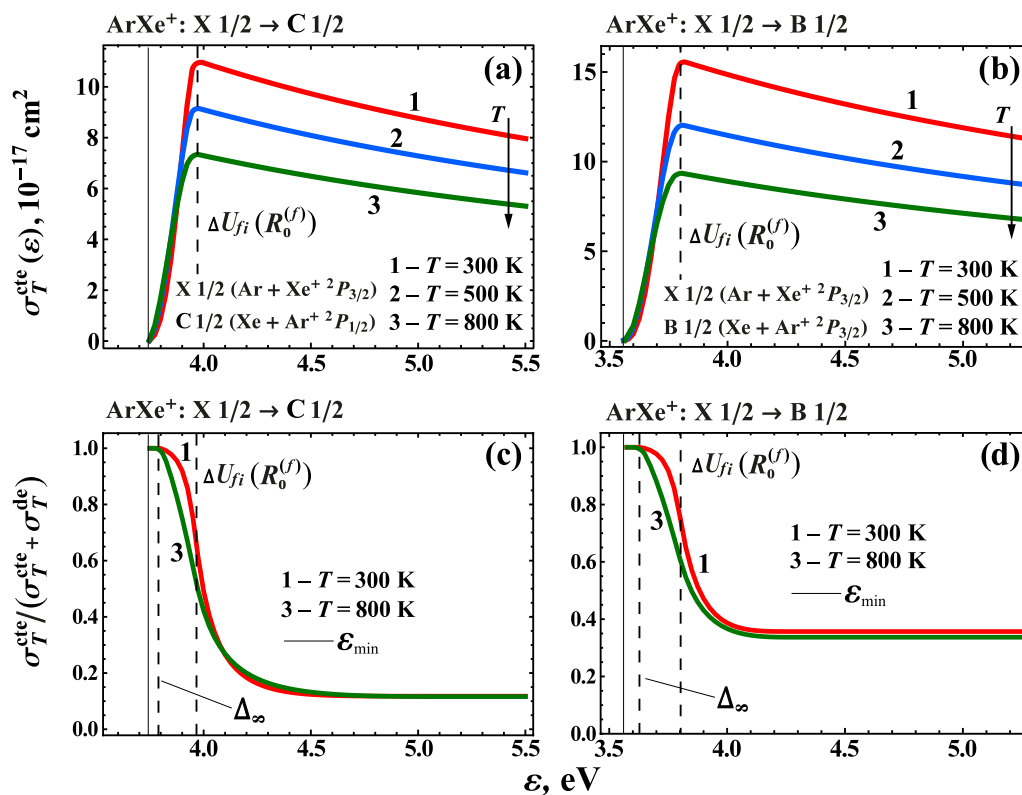 ArXe⁺: X 1/2 → C 1/2
ArXe⁺: X 1/2 → B 1/2
σ_T^cte(ε), 10⁻¹⁷ cm²
10
8
6
4
2
0
(a)
1
2
3
T
ΔU_fi (R_0^(f))
1 – T = 300 K
X 1/2 (Ar + Xe⁺ ²P_3/2) 2 – T = 500 K
C 1/2 (Xe + Ar⁺ ²P_1/2) 3 – T = 800 K
4.0 4.5 5.0 5.5
15
10
5
0
(b)
1
2
3
T
ΔU_fi (R_0^(f))
1 – T = 300 K
X 1/2 (Ar + Xe⁺ ²P_3/2) 2 – T = 500 K
B 1/2 (Xe + Ar⁺ ²P_3/2) 3 – T = 800 K
3.5 4.0 4.5 5.0
ArXe⁺: X 1/2 → C 1/2
ArXe⁺: X 1/2 → B 1/2
σ_T^cte/(σ_T^cte + σ_T^de)
1.0
0.8
0.6
0.4
0.2
0.0
(c)
1
3
ΔU_fi (R_0^(f))
1 – T = 300 K
3 – T = 800 K
ε_min
Δ_∞
4.0 4.5 5.0 5.5
1.0
0.8
0.6
0.4
0.2
0.0
(d)
ΔU_fi (R_0^(f))
3
1
1 – T = 300 K
3 – T = 800 K
ε_min
Δ_∞
3.5 4.0 4.5 5.0
ε, eV